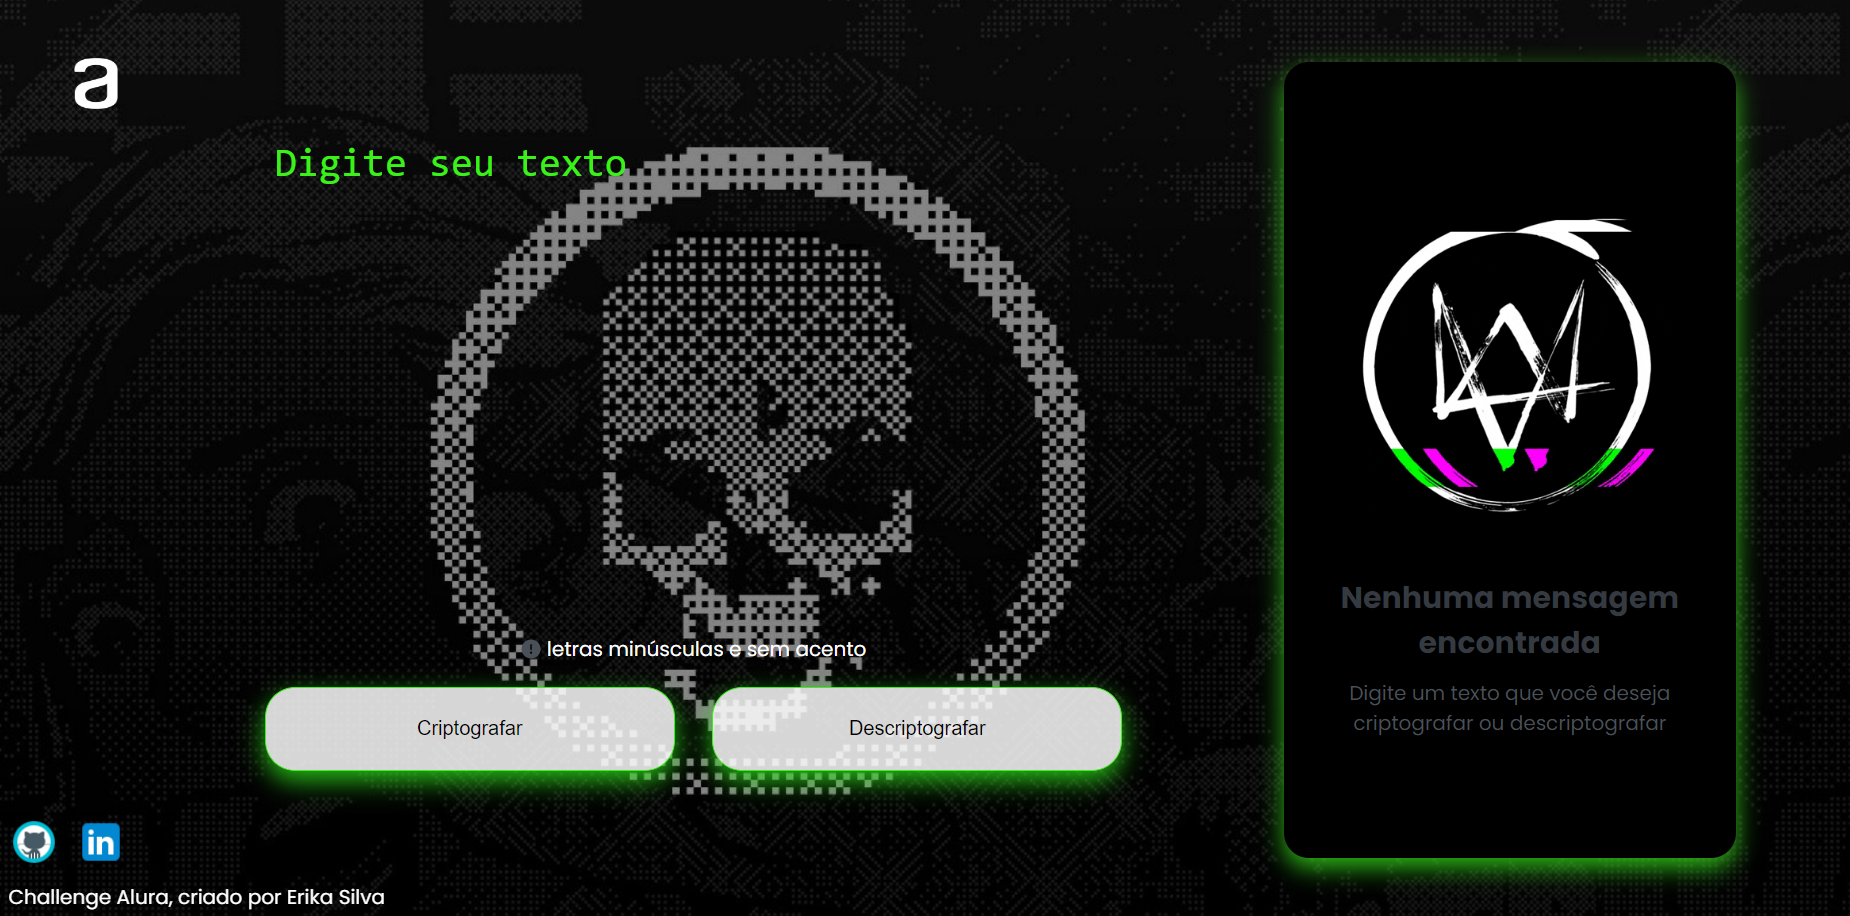 a
Digite seu texto
letras minúsculas e sem acento
Criptografar
Descriptografar
Nenhuma mensagem
encontrada
Digite um texto que você deseja
criptografar ou descriptografar
in
Challenge Alura, criado por Erika Silva